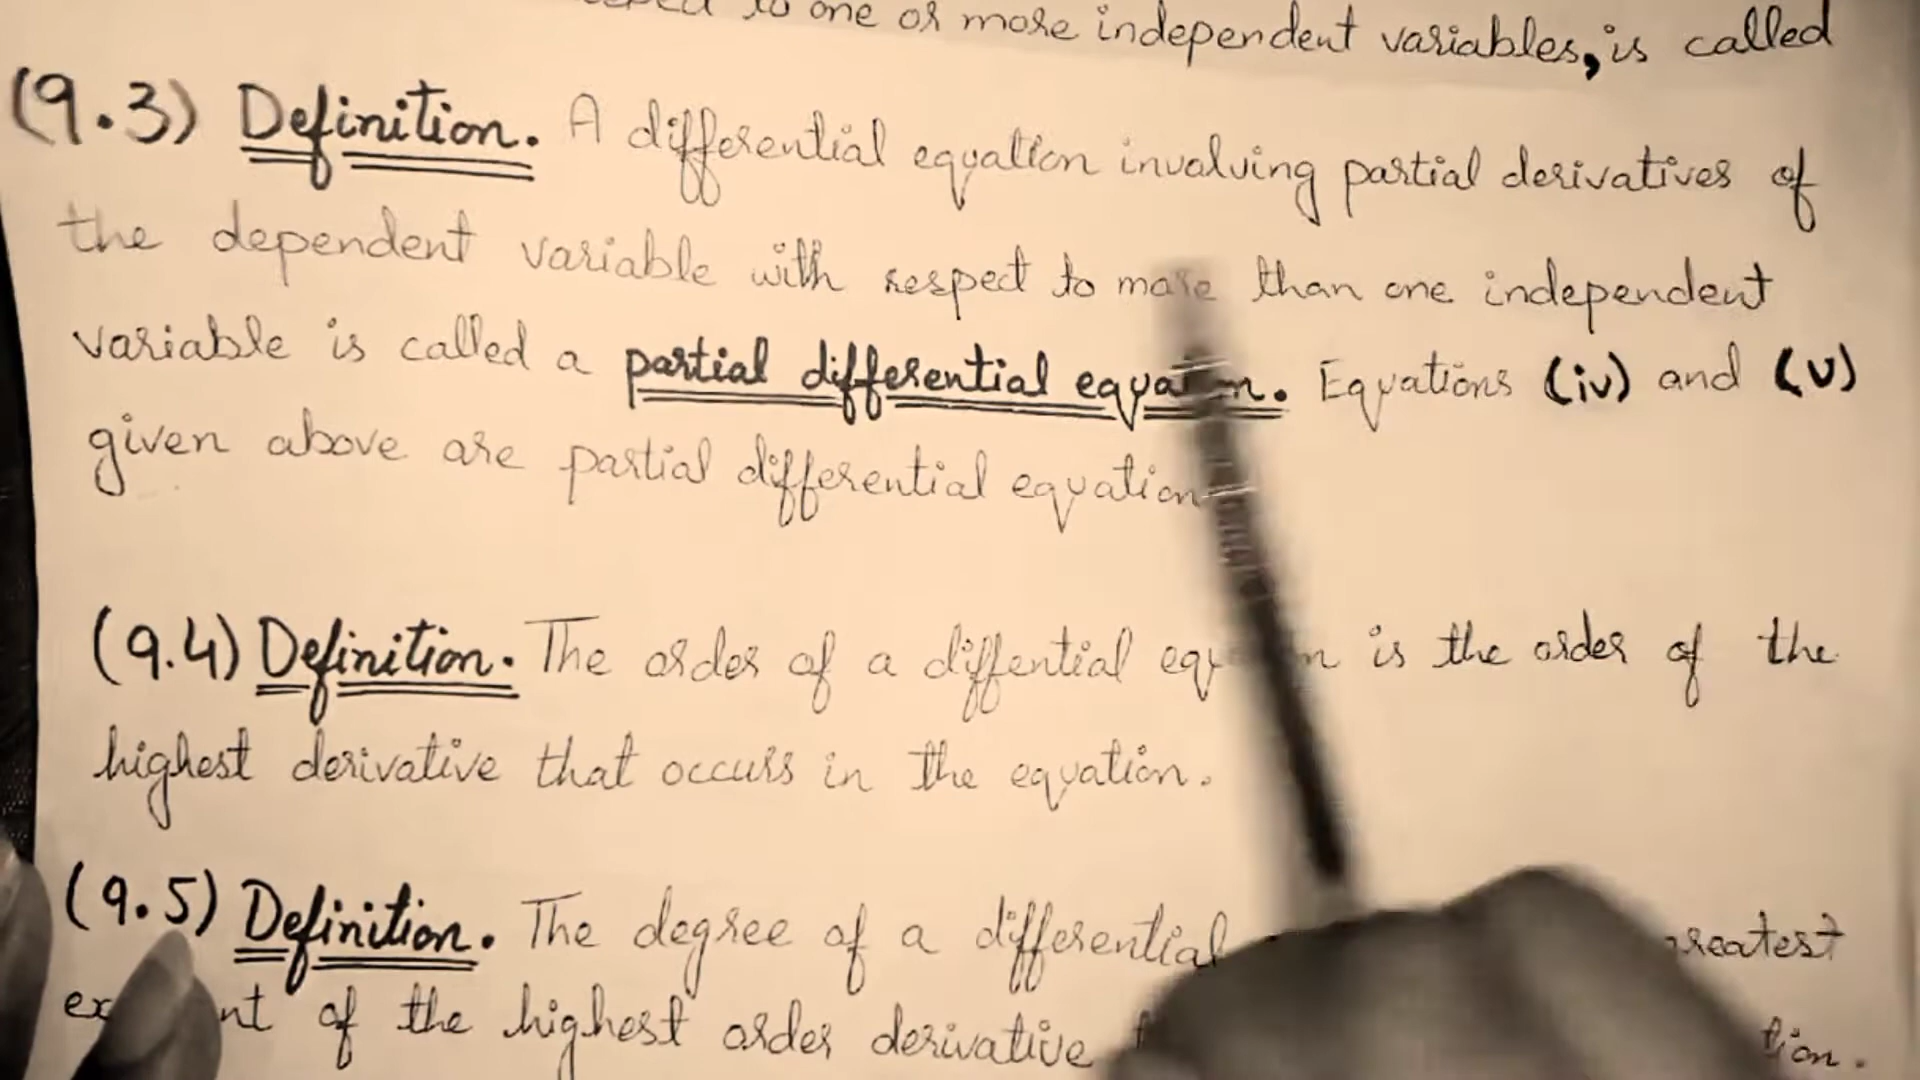 to one or more independent variables, is called
(9.3) Definition. A differential equation involving partial derivatives of
the dependent variable with respect to more than one independent
variable is called a partial differential equation. Equations (iv) and (v)
given above are partial differential equation
(9.4) Definition. The order of a diffential equation is the order of the
highest derivative that occurs in the equation.
(9.5) Definition. The degree of a differential greatest
of the highest order derivative